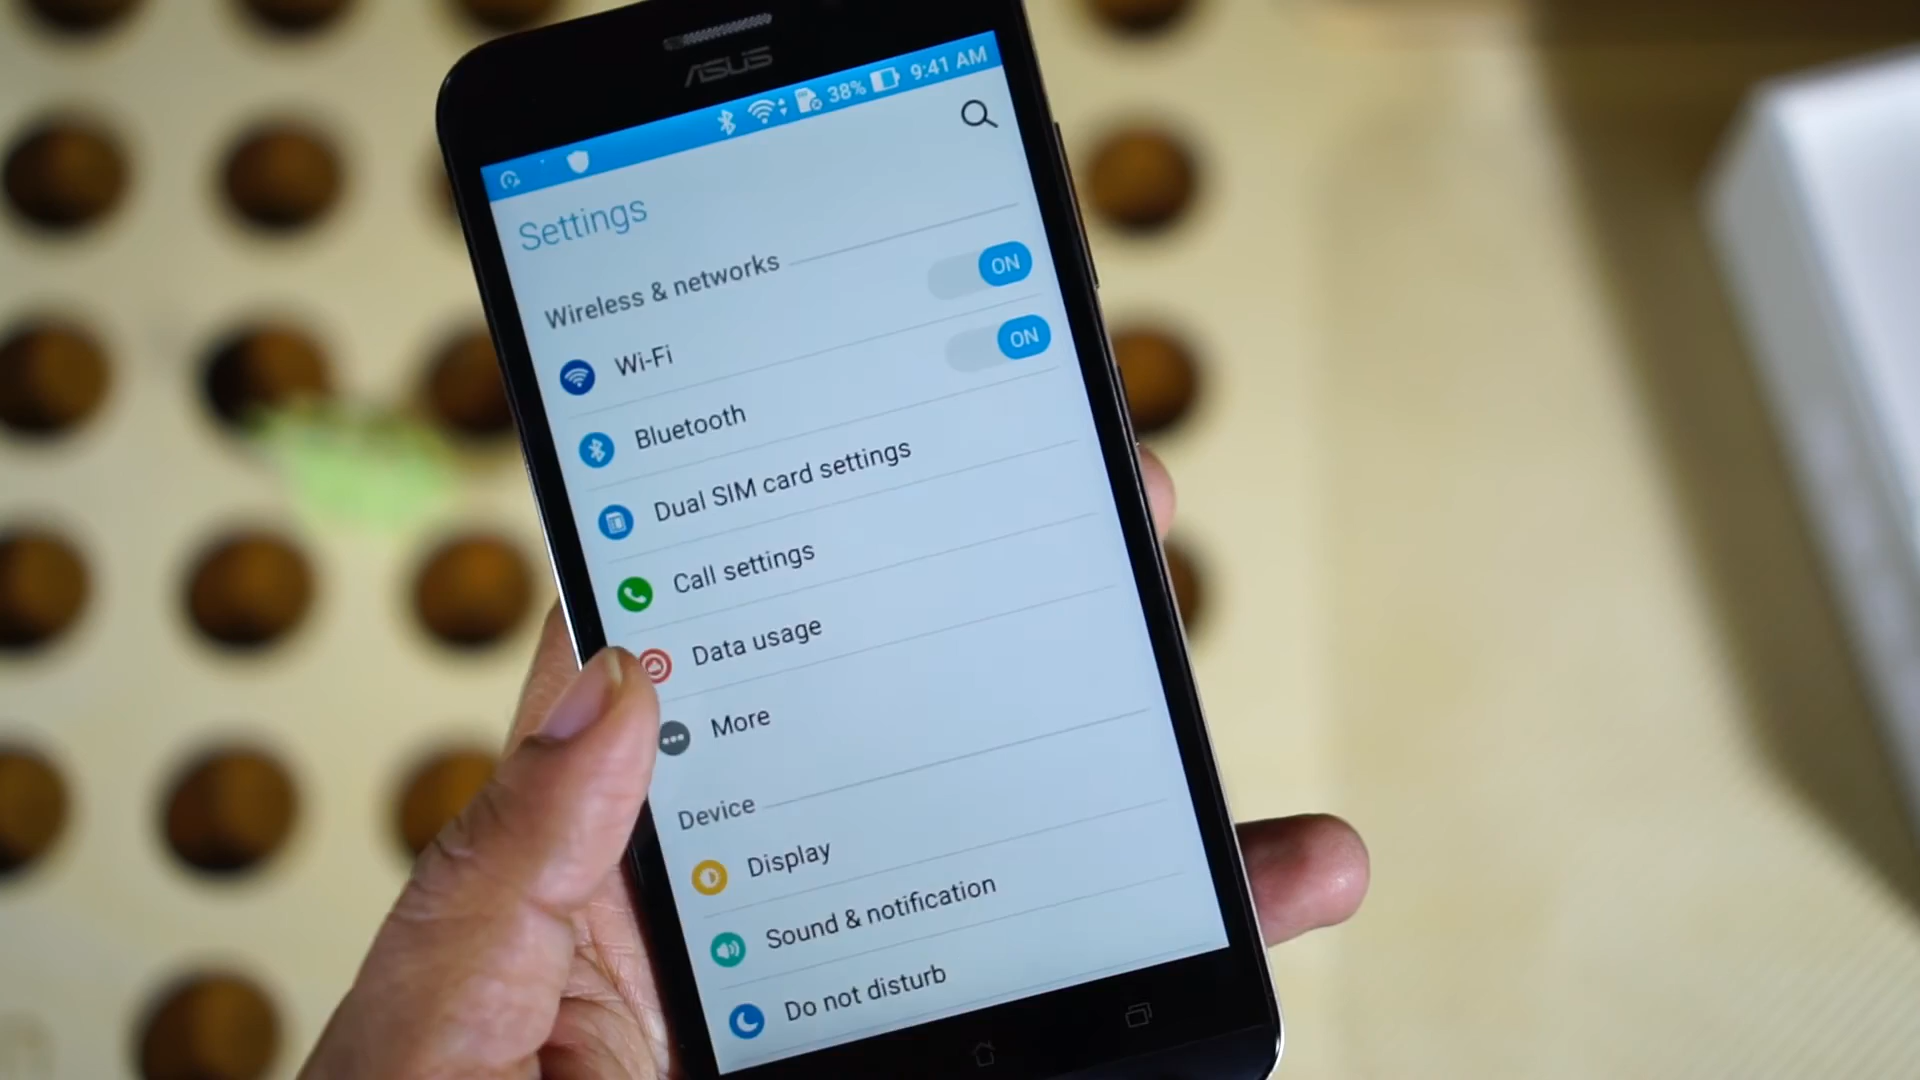 ASUS
38% 9:41 AM
Settings
Wireless & networks
Wi-Fi ON
Bluetooth ON
Dual SIM card settings
Call settings
Data usage
More
Device
Display
Sound & notification
Do not disturb